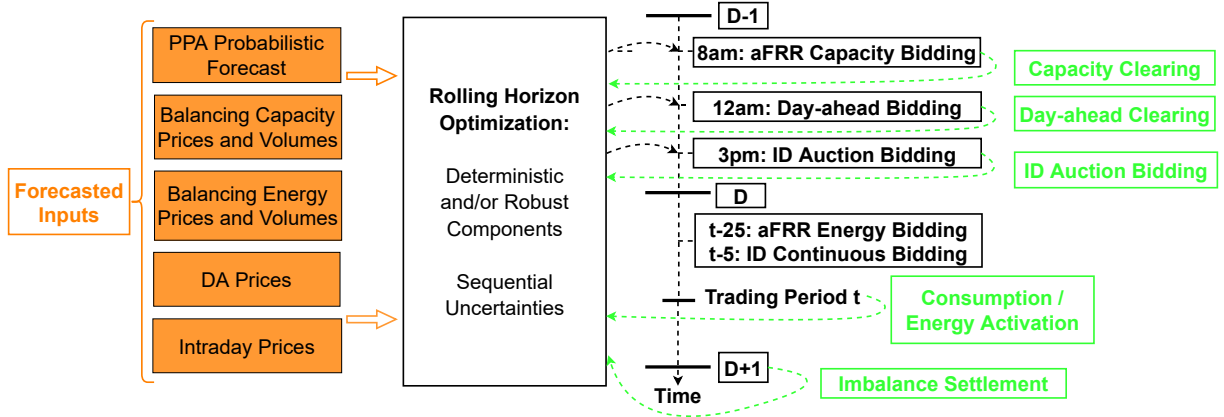 Forecasted
Inputs
PPA Probabilistic
Forecast
Balancing Capacity
Prices and Volumes
Balancing Energy
Prices and Volumes
DA Prices
Intraday Prices
Rolling Horizon
Optimization:
Deterministic
and/or Robust
Components
Sequential
Uncertainties
D-1
8am: aFRR Capacity Bidding
Capacity Clearing
12am: Day-ahead Bidding
Day-ahead Clearing
3pm: ID Auction Bidding
ID Auction Bidding
D
t-25: aFRR Energy Bidding
t-5: ID Continuous Bidding
Trading Period t
Consumption /
Energy Activation
D+1
Imbalance Settlement
Time